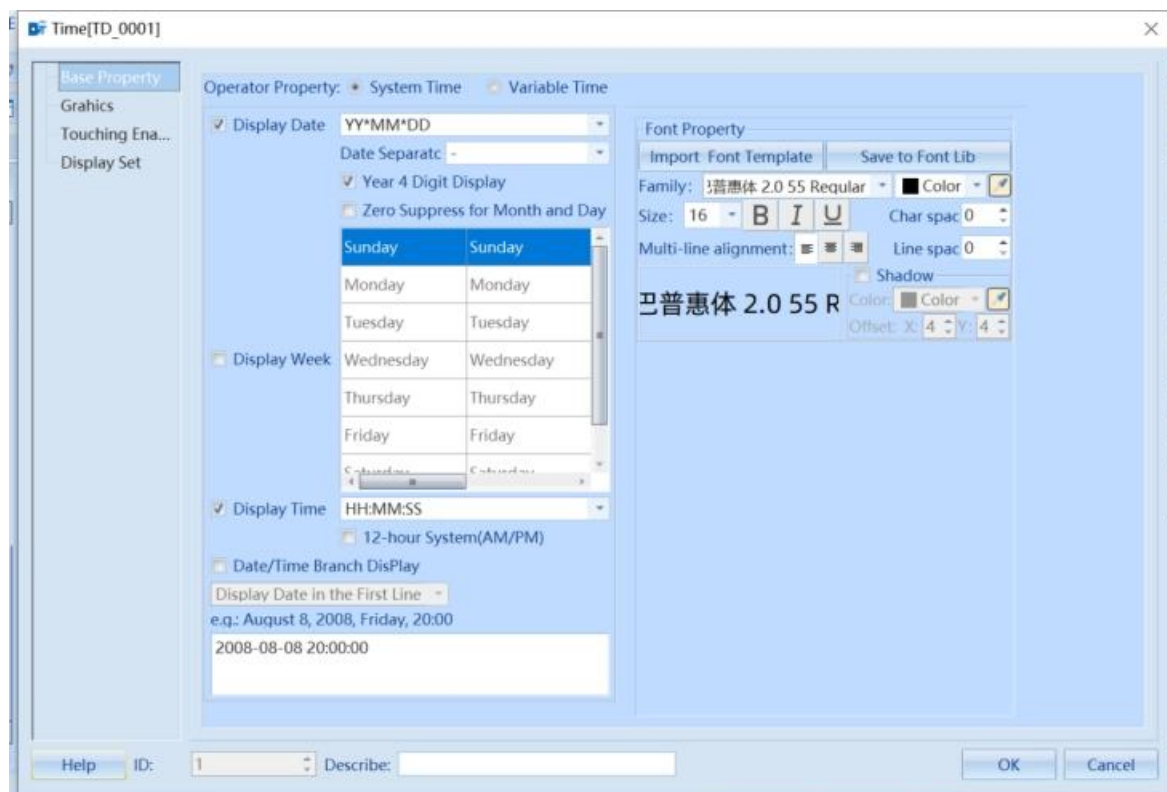 Time[TD_0001]
Base Property
Grahics
Touching Ena...
Display Set
Operator Property: System Time Variable Time
Display Date YY*MM*DD
Date Separatc -
Year 4 Digit Display
Zero Suppress for Month and Day
Sunday Sunday
Monday Monday
Tuesday Tuesday
Display Week Wednesday Wednesday
Thursday Thursday
Friday Friday
Display Time HH:MM:SS
12-hour System(AM/PM)
Date/Time Branch DisPlay
Display Date in the First Line
e.g.: August 8, 2008, Friday, 20:00
2008-08-08 20:00:00
Font Property
Import Font Template Save to Font Lib
Family: 普惠体 2.0 55 Regular Color
Size: 16 B I U Char spac 0
Multi-line alignment: Line spac 0
Shadow
巴普惠体 2.0 55 R
Color: Color
Offset: X: 4 Y: 4
Help ID: 1 Describe: OK Cancel